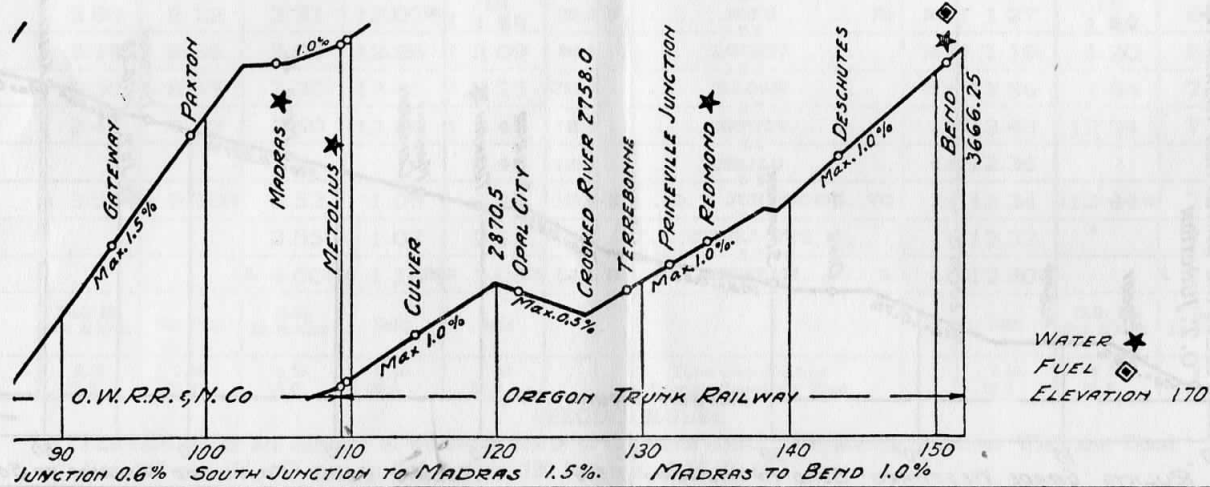 GATEWAY
Max. 1.5%
PAXTON
MADRAS
1.0%
METOLIUS
CULVER
Max 1.0%
2870.5
OPAL CITY
Max. 0.5%
CROOKED RIVER 2758.0
TERREBONNE
PRINEVILLE JUNCTION
Max. 1.0%
REDMOND
DESCHUTES
Max. 1.0%
BEND
3666.25
WATER
FUEL
ELEVATION 170
O.W.R.R. & N. CO
OREGON TRUNK RAILWAY
90 100 110 120 130 140 150
JUNCTION 0.6% SOUTH JUNCTION TO MADRAS 1.5%. MADRAS TO BEND 1.0%